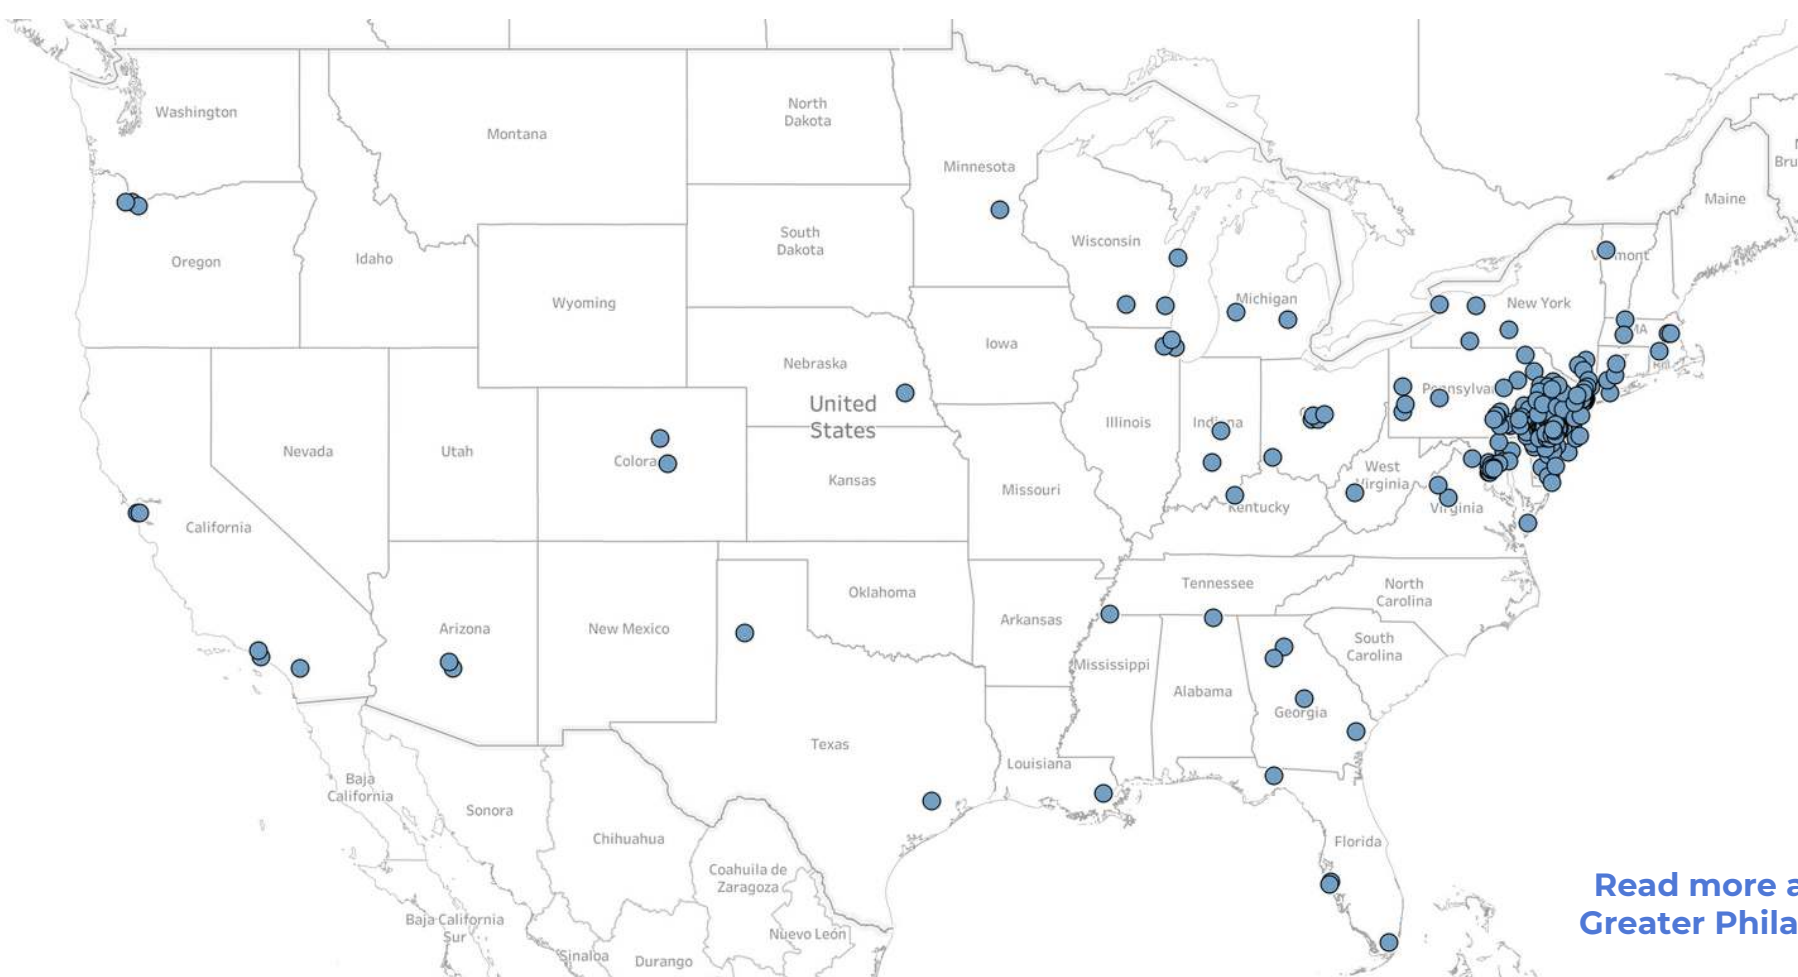 Washington
Montana
North
Dakota
Minnesota
Maine
Bru
Oregon
Idaho
South
Dakota
Wisconsin
Wyoming
Michigan
New York
MA
Nebraska
Iowa
United
States
Illinois
Nevada
Utah
Kansas
Missouri
West
Virginia
Virginia
Kentucky
California
Arizona
New Mexico
Oklahoma
Arkansas
Tennessee
North
Carolina
South
Carolina
Mississippi
Alabama
Georgia
Texas
Louisiana
Florida
Baja
California
Sonora
Chihuahua
Coahuila de
Zaragoza
Baja California
Sur
Nuevo León
Sinaloa
Durango
Read more a
Greater Phila